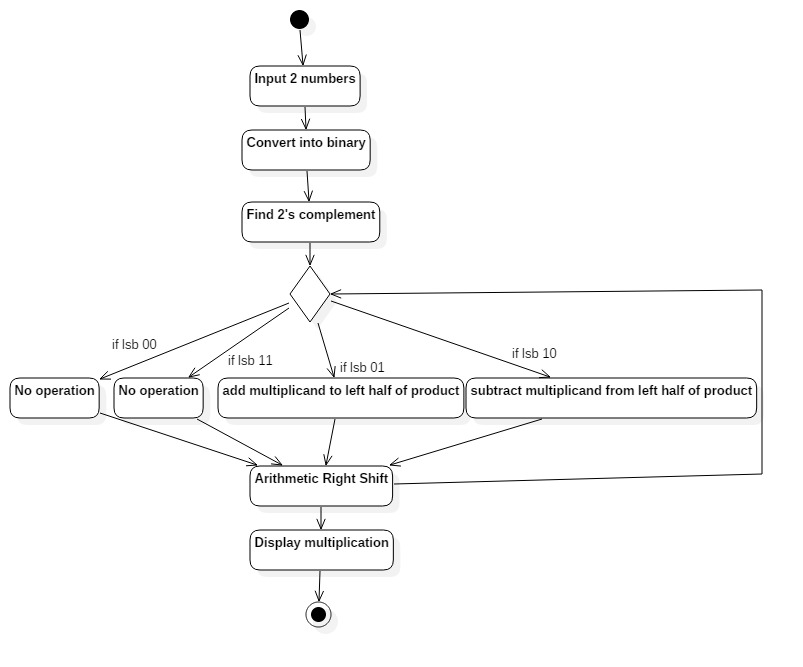 Input 2 numbers
Convert into binary
Find 2's complement
if lsb 00
if lsb 11
if lsb 01
if lsb 10
No operation
No operation
add multiplicand to left half of product
subtract multiplicand from left half of product
Arithmetic Right Shift
Display multiplication